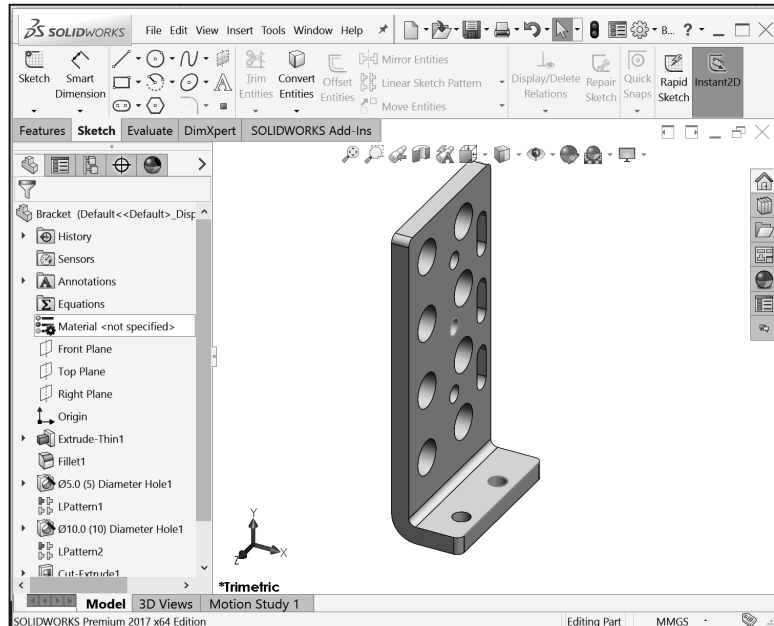 SOLIDWORKS File Edit View Insert Tools Window Help B... ?
Sketch Smart Dimension Trim Entities Convert Entities Offset Entities Mirror Entities Linear Sketch Pattern Move Entities Display/Delete Relations Repair Sketch Quick Snaps Rapid Sketch Instant2D
Features Sketch Evaluate DimXpert SOLIDWORKS Add-Ins
Bracket (Default<<Default>_Disp
History
Sensors
Annotations
Equations
Material <not specified>
Front Plane
Top Plane
Right Plane
Origin
Extrude-Thin1
Fillet1
Ø5.0 (5) Diameter Hole1
LPattern1
Ø10.0 (10) Diameter Hole1
LPattern2
Cut-Extrude1
Y
Z X
*Trimetric
Model 3D Views Motion Study 1
SOLIDWORKS Premium 2017 x64 Edition Editing Part MMGS